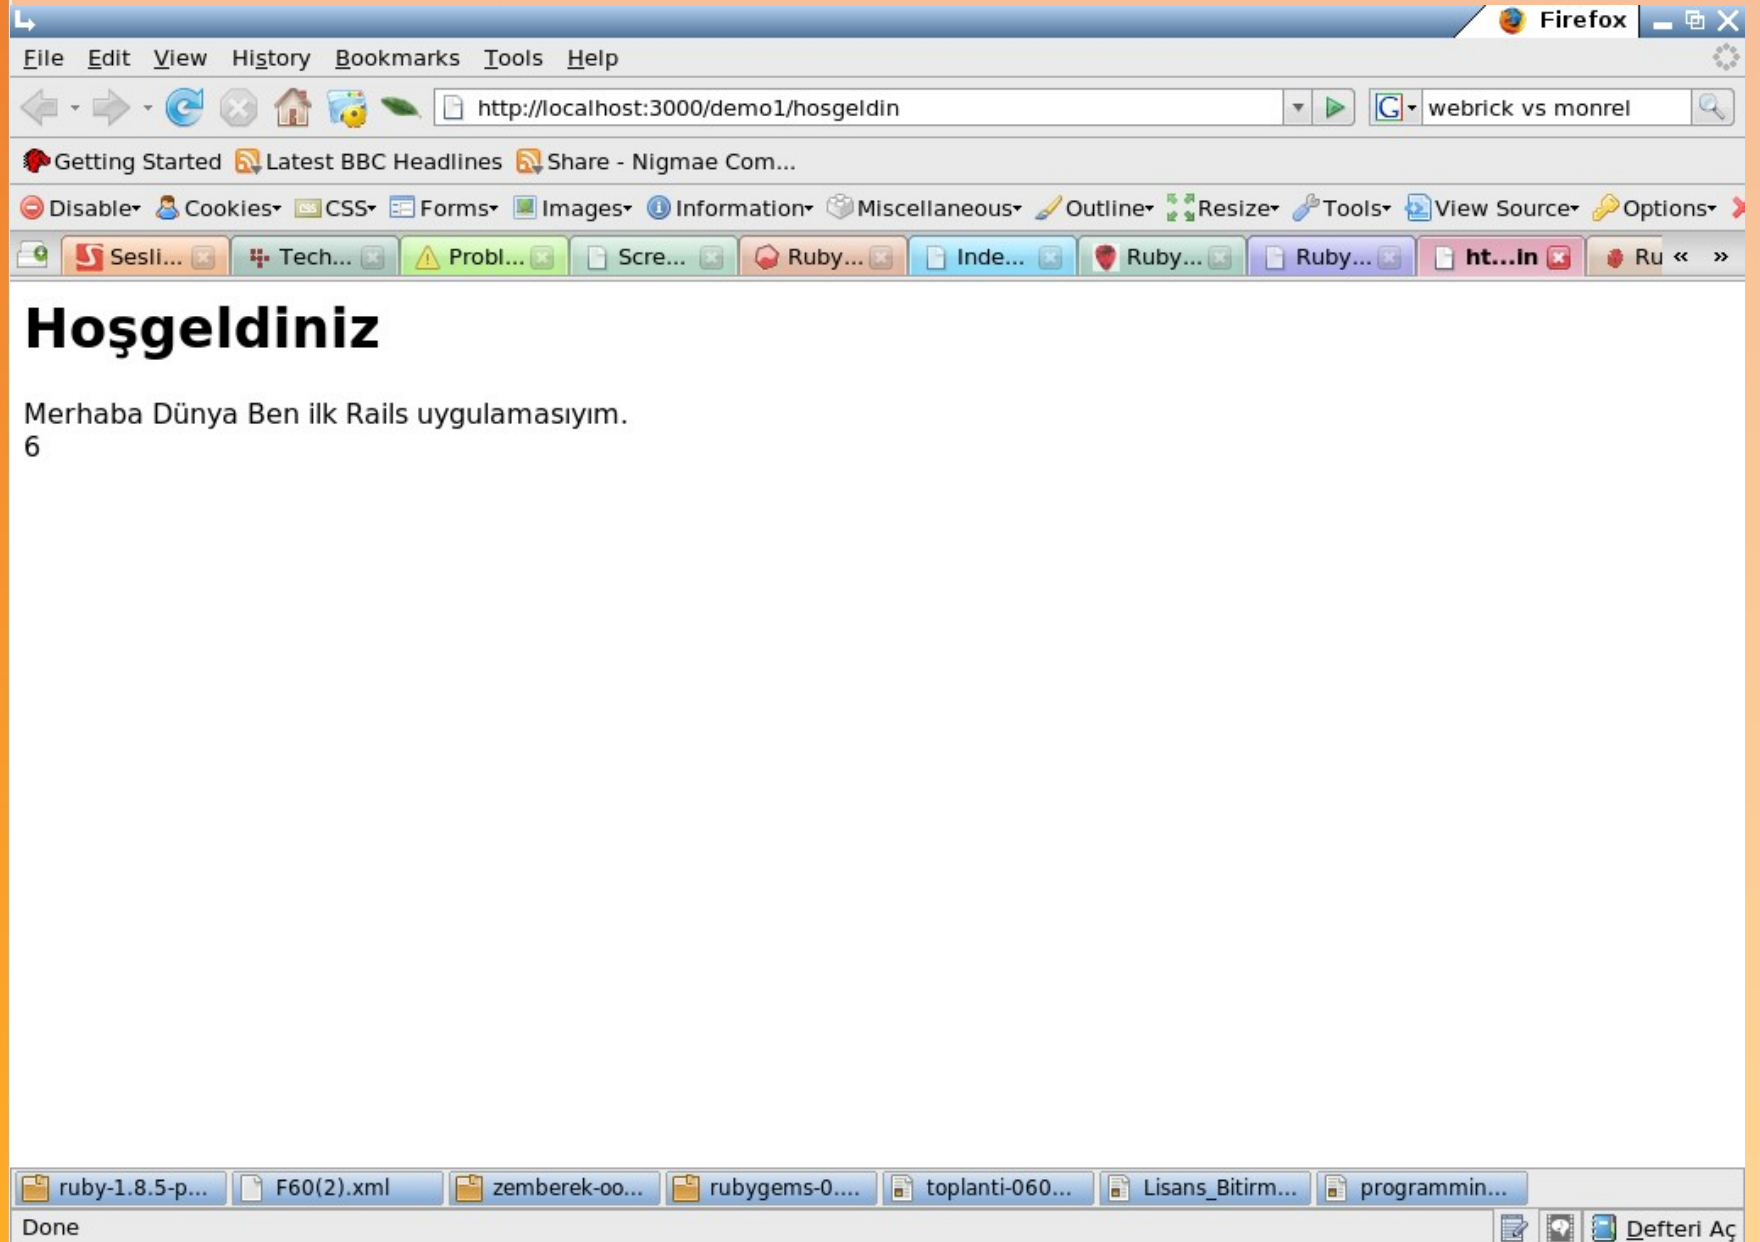 Firefox
File Edit View History Bookmarks Tools Help
http://localhost:3000/demo1/hosgeldin G webrick vs monrel
Getting Started Latest BBC Headlines Share - Nigmae Com...
Disable Cookies CSS Forms Images Information Miscellaneous Outline Resize Tools View Source Options
Sesli... Tech... Probl... Scre... Ruby... Inde... Ruby... Ruby... ht...in Ru « »
Hoşgeldiniz
Merhaba Dünya Ben ilk Rails uygulamasıyım.
6
ruby-1.8.5-p... F60(2).xml zemberek-oo... rubygems-0.... toplanti-060... Lisans_Bitirm... programmin...
Done Defteri Aç